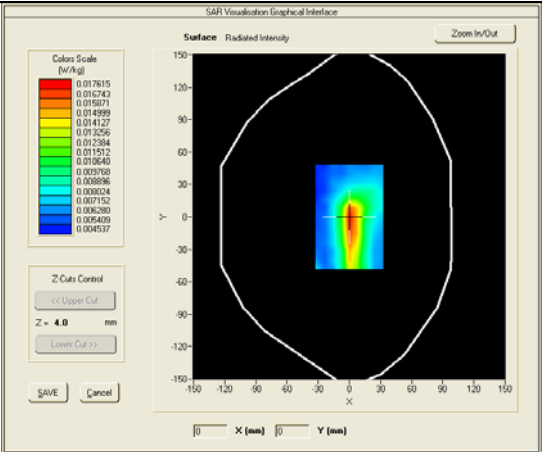 SAR Visualisation Graphical Interface
Surface Radiated Intensity
Zoom In/Out
Colors Scale
(W/kg)
0.017615
0.016743
0.015871
0.014999
0.014127
0.013256
0.012384
0.011512
0.010640
0.009768
0.008896
0.008024
0.007152
0.006280
0.005409
0.004537
Z-Cuts Control
<< Upper Cut
Z = 4.0 mm
Lower Cut >>
SAVE Cancel
150
120
90
60
30
0
-30
-60
-90
-120
-150
Y
-150 -120 -90 -60 -30 0 30 60 90 120 150
X
0 X (mm) 0 Y (mm)